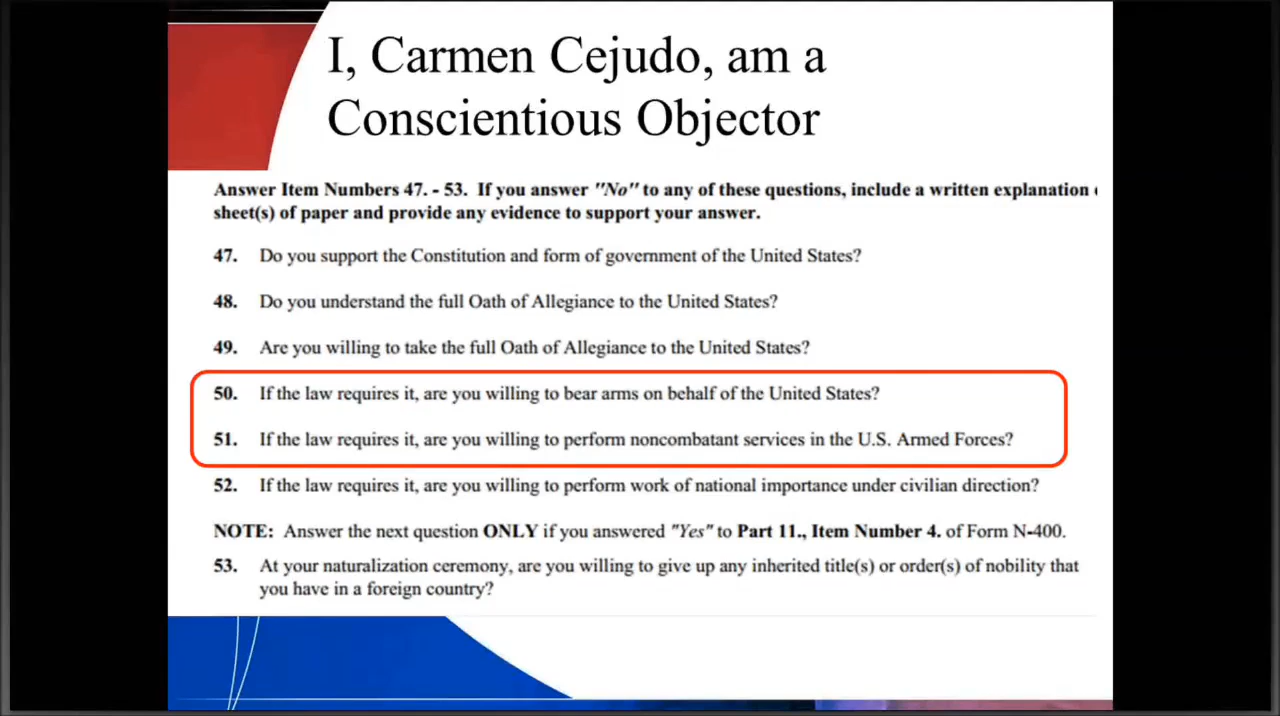 I, Carmen Cejudo, am a
Conscientious Objector
Answer Item Numbers 47. - 53. If you answer "No" to any of these questions, include a written explanation
sheet(s) of paper and provide any evidence to support your answer.
47. Do you support the Constitution and form of government of the United States?
48. Do you understand the full Oath of Allegiance to the United States?
49. Are you willing to take the full Oath of Allegiance to the United States?
50. If the law requires it, are you willing to bear arms on behalf of the United States?
51. If the law requires it, are you willing to perform noncombatant services in the U.S. Armed Forces?
52. If the law requires it, are you willing to perform work of national importance under civilian direction?
NOTE: Answer the next question ONLY if you answered "Yes" to Part 11., Item Number 4. of Form N-400.
53. At your naturalization ceremony, are you willing to give up any inherited title(s) or order(s) of nobility that
you have in a foreign country?